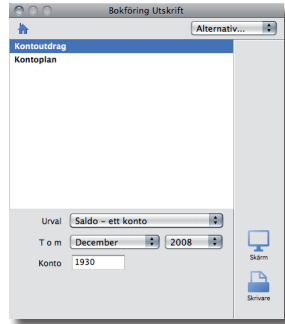 Bokföring Utskrift
Alternativ...
Kontoutdrag
Kontoplan
Urval Saldo – ett konto
T o m December 2008
Konto 1930
Skärm
Skrivare